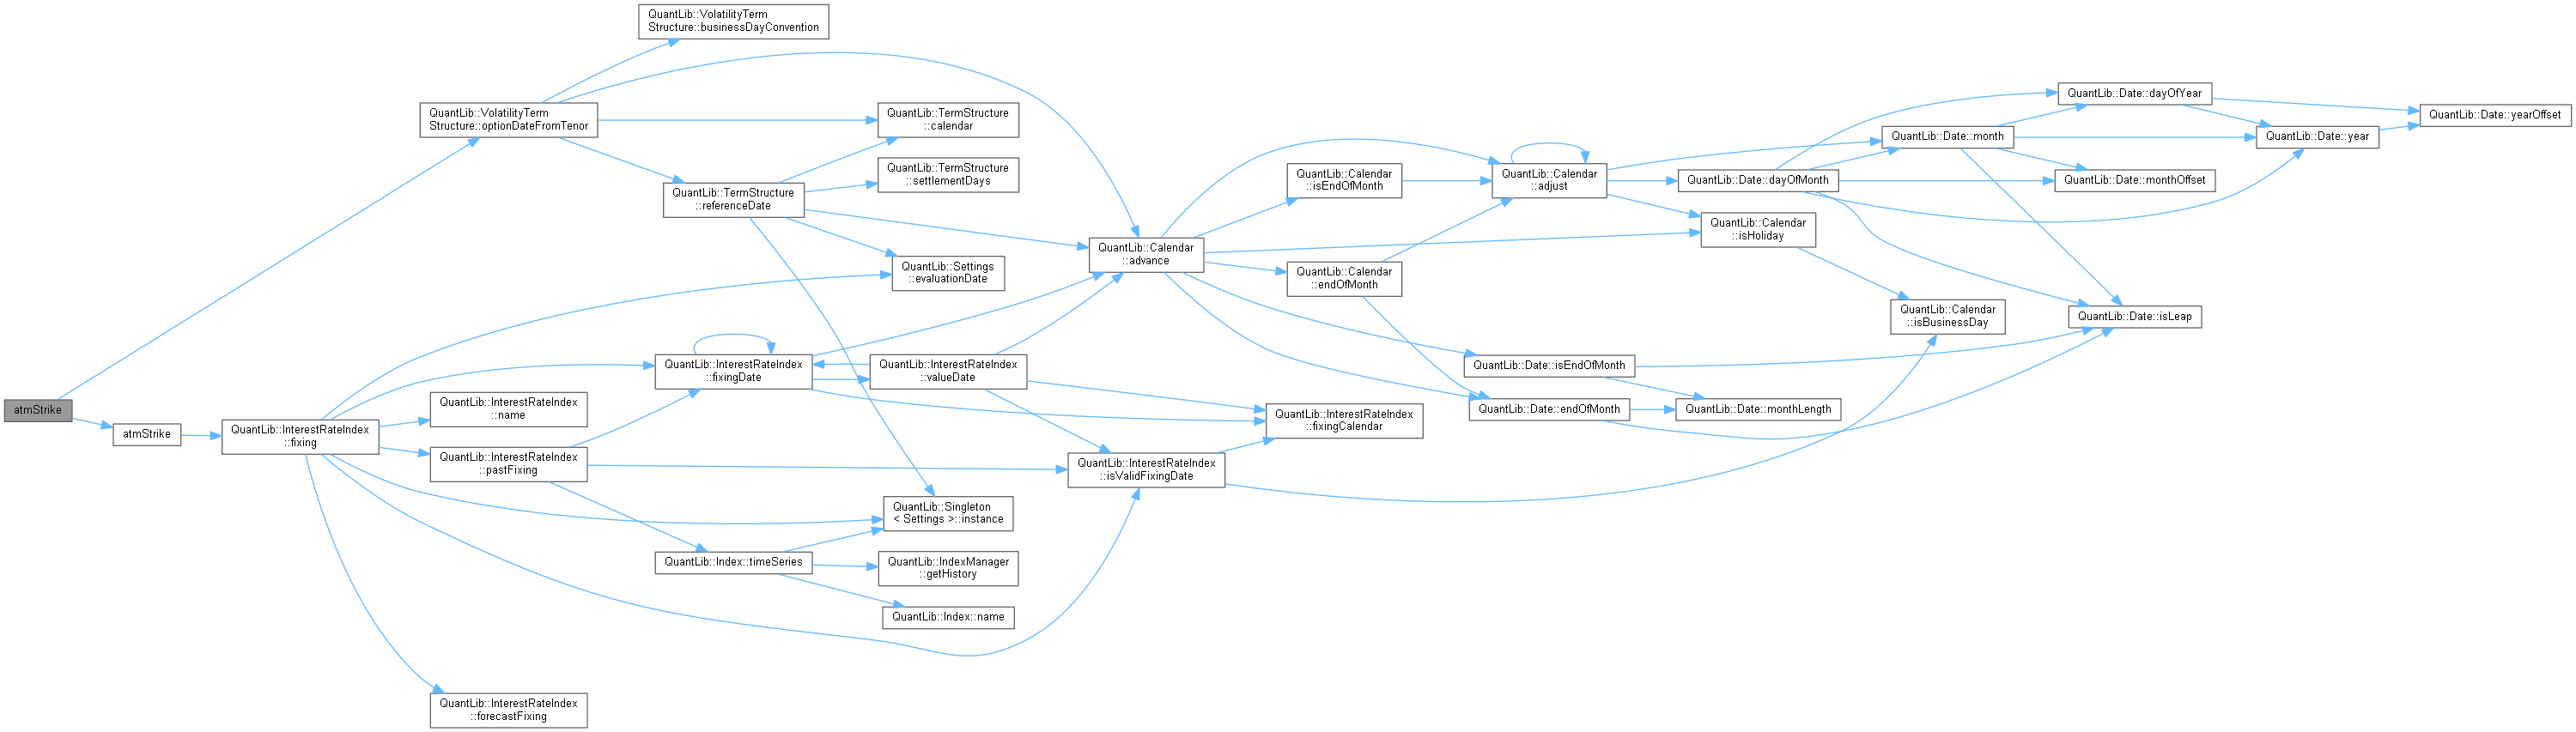 QuantLib::VolatilityTerm
Structure::businessDayConvention
QuantLib::VolatilityTerm
Structure::optionDateFromTenor
QuantLib::TermStructure
::calendar
QuantLib::TermStructure
::settlementDays
QuantLib::TermStructure
::referenceDate
QuantLib::Settings
::evaluationDate
QuantLib::Calendar
::advance
QuantLib::Calendar
::isEndOfMonth
QuantLib::Calendar
::endOfMonth
QuantLib::Calendar
::adjust
QuantLib::Date::dayOfMonth
QuantLib::Calendar
::isHoliday
QuantLib::Date::month
QuantLib::Date::dayOfYear
QuantLib::Date::year
QuantLib::Date::yearOffset
QuantLib::Date::monthOffset
QuantLib::Calendar
::isBusinessDay
QuantLib::Date::isLeap
QuantLib::Date::isEndOfMonth
QuantLib::Date::endOfMonth
QuantLib::Date::monthLength
atmStrike
atmStrike
QuantLib::InterestRateIndex
::fixing
QuantLib::InterestRateIndex
::name
QuantLib::InterestRateIndex
::pastFixing
QuantLib::InterestRateIndex
::fixingDate
QuantLib::InterestRateIndex
::valueDate
QuantLib::InterestRateIndex
::fixingCalendar
QuantLib::InterestRateIndex
::isValidFixingDate
QuantLib::Singleton
< Settings >::instance
QuantLib::Index::timeSeries
QuantLib::IndexManager
::getHistory
QuantLib::Index::name
QuantLib::InterestRateIndex
::forecastFixing